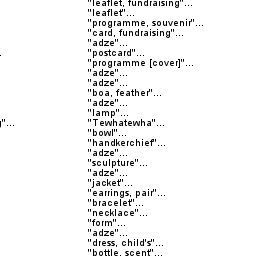 "leaflet, fundraising"...
"leaflet"...
"programme, souvenir"...
"card, fundraising"...
"adze"...
"postcard"...
"programme [cover]"...
"adze"...
"adze"...
"boa, feather"...
"adze"...
"lamp"...
"Tewhatewha"...
"bowl"...
"handkerchief"...
"adze"...
"sculpture"...
"adze"...
"jacket"...
"earrings, pair"...
"bracelet"...
"necklace"...
"form"...
"adze"...
"dress, child's"...
"bottle, scent"...